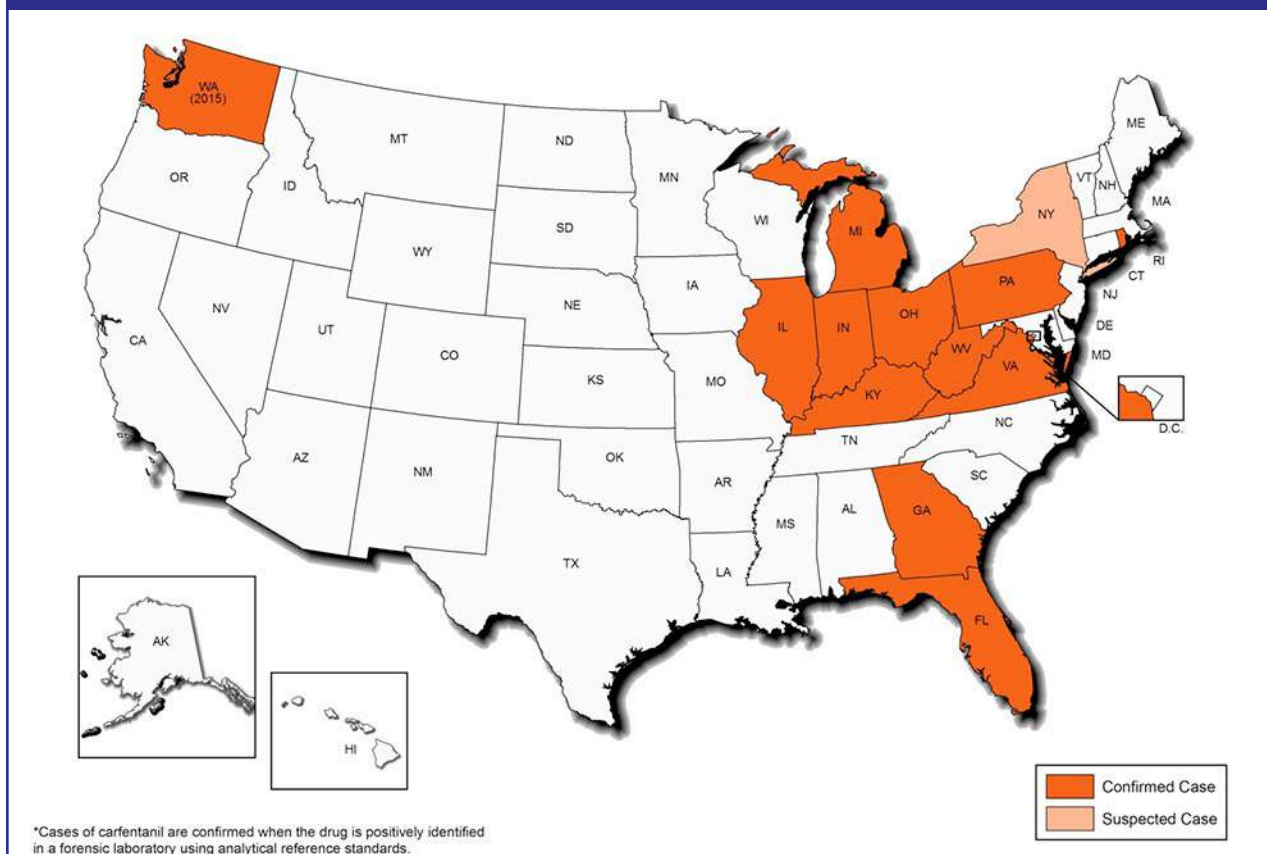 WA
(2015)
MT
ND
MN
ME
OR
ID
SD
WI
VT
NH
NY
MA
MI
WY
RI
CT
IA
PA
NJ
NE
NV
UT
IL
IN
OH
DE
CA
CO
WV
MD
KS
MO
VA
KY
D.C.
NC
TN
AZ
NM
OK
AR
SC
MS
AL
GA
TX
LA
FL
AK
HI
Confirmed Case
Suspected Case
*Cases of carfentanil are confirmed when the drug is positively identified
in a forensic laboratory using analytical reference standards.